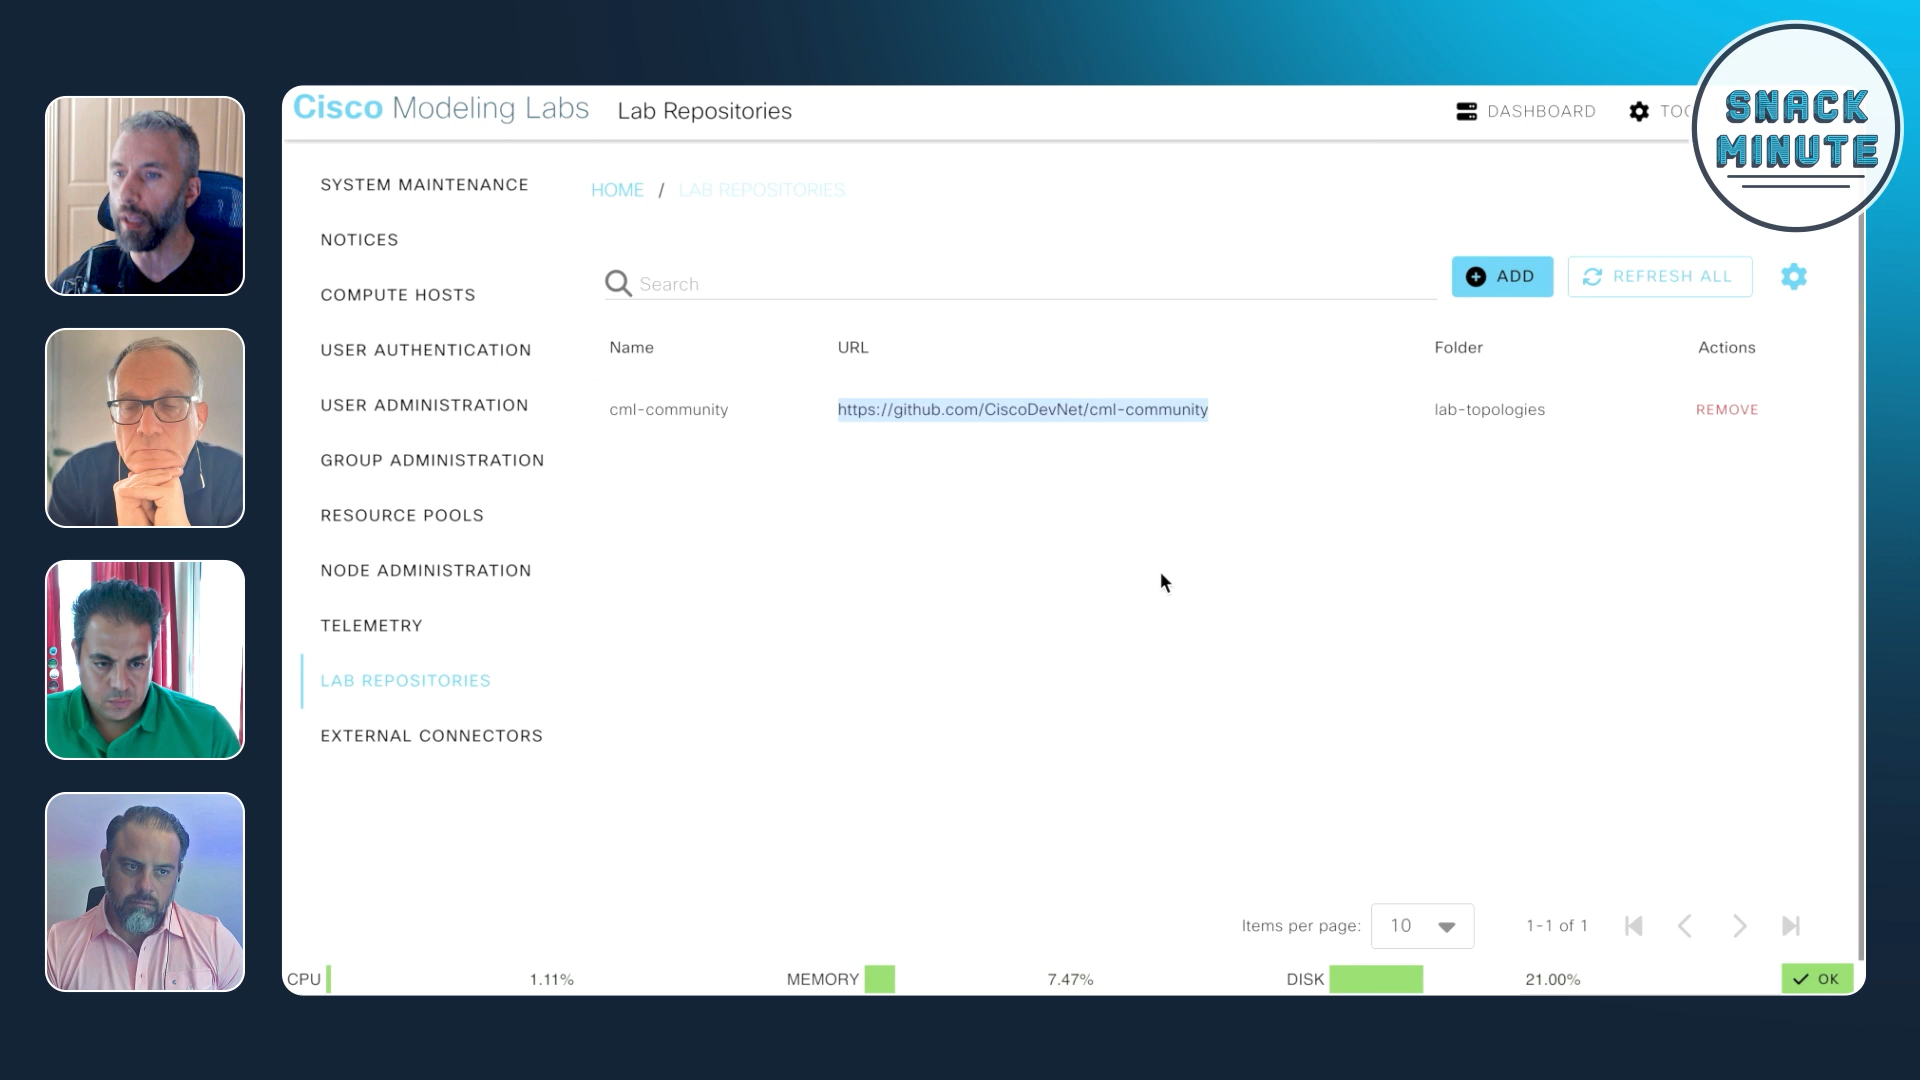 Cisco Modeling Labs Lab Repositories DASHBOARD
SNACK
MINUTE
SYSTEM MAINTENANCE
NOTICES
COMPUTE HOSTS
USER AUTHENTICATION
USER ADMINISTRATION
GROUP ADMINISTRATION
RESOURCE POOLS
NODE ADMINISTRATION
TELEMETRY
LAB REPOSITORIES
EXTERNAL CONNECTORS
HOME / LAB REPOSITORIES
Search ADD REFRESH ALL
Name URL Folder Actions
cml-community https://github.com/CiscoDevNet/cml-community lab-topologies REMOVE
Items per page: 10 1-1 of 1
CPU 1.11% MEMORY 7.47% DISK 21.00% OK